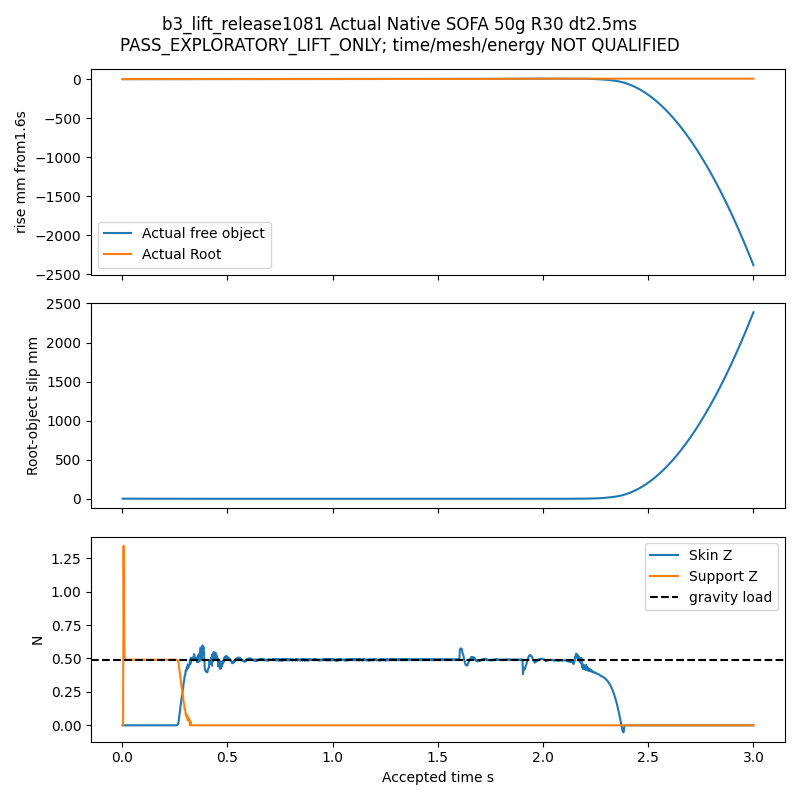 b3_lift_release1081 Actual Native SOFA 50g R30 dt2.5ms
PASS_EXPLORATORY_LIFT_ONLY; time/mesh/energy NOT QUALIFIED
rise mm from1.6s
0
−500
−1000
−1500
−2000
−2500
Actual free object
Actual Root
Root-object slip mm
2500
2000
1500
1000
500
0
N
1.25
1.00
0.75
0.50
0.25
0.00
Skin Z
Support Z
gravity load
0.0 0.5 1.0 1.5 2.0 2.5 3.0
Accepted time s